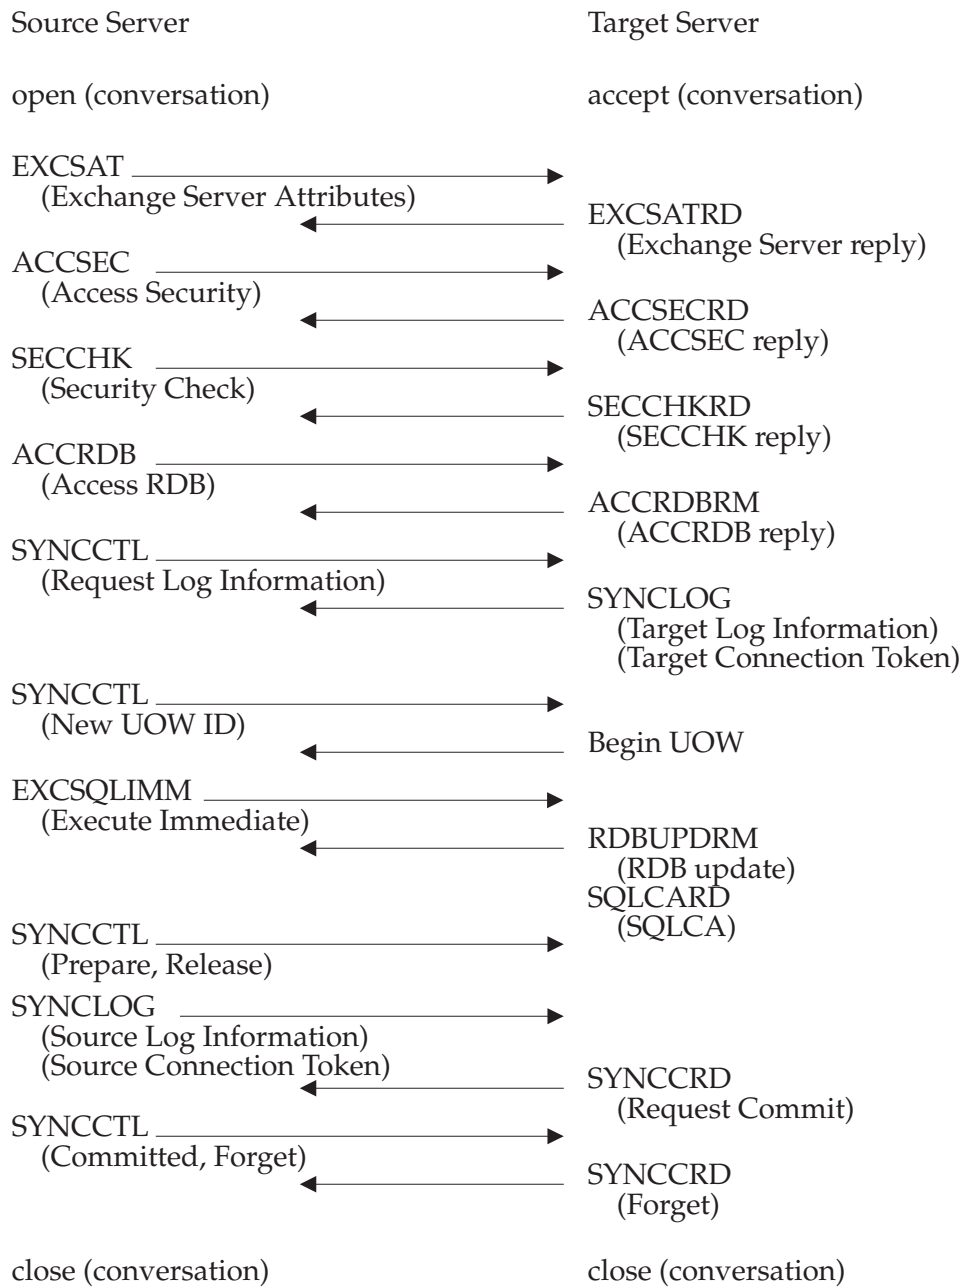 Source Server
Target Server
open (conversation)
accept (conversation)
EXCSAT
(Exchange Server Attributes)
EXCSATRD
(Exchange Server reply)
ACCSEC
(Access Security)
ACCSECRD
(ACCSEC reply)
SECCHK
(Security Check)
SECCHKRD
(SECCHK reply)
ACCRDB
(Access RDB)
ACCRDBRM
(ACCRDB reply)
SYNCCTL
(Request Log Information)
SYNCLOG
(Target Log Information)
(Target Connection Token)
SYNCCTL
(New UOW ID)
Begin UOW
EXCSQLIMM
(Execute Immediate)
RDBUPDRM
(RDB update)
SQLCARD
(SQLCA)
SYNCCTL
(Prepare, Release)
SYNCLOG
(Source Log Information)
(Source Connection Token)
SYNCCRD
(Request Commit)
SYNCCTL
(Committed, Forget)
SYNCCRD
(Forget)
close (conversation)
close (conversation)